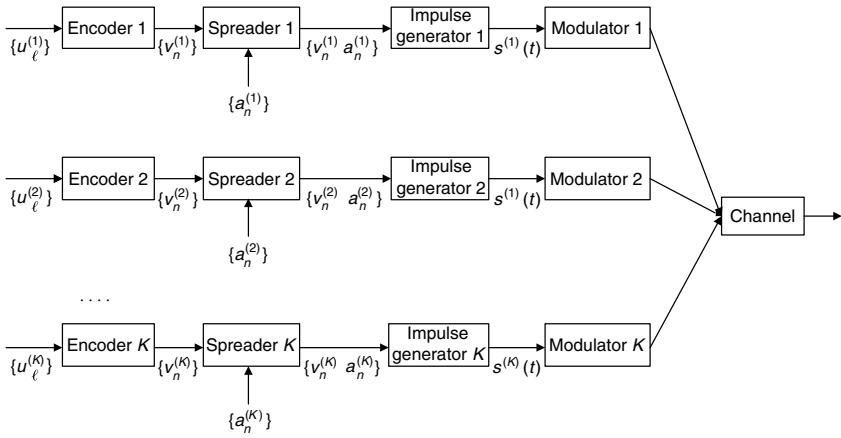 Encoder 1
Spreader 1
Impulse
generator 1
Modulator 1
{u_ℓ^(1)}
{v_n^(1)}
{v_n^(1) a_n^(1)}
s^(1)(t)
{a_n^(1)}
Encoder 2
Spreader 2
Impulse
generator 2
Modulator 2
{u_ℓ^(2)}
{v_n^(2)}
{v_n^(2) a_n^(2)}
s^(1)(t)
Channel
{a_n^(2)}
. . . .
Encoder K
Spreader K
Impulse
generator K
Modulator K
{u_ℓ^(K)}
{v_n^(K)}
{v_n^(K) a_n^(K)}
s^(K)(t)
{a_n^(K)}